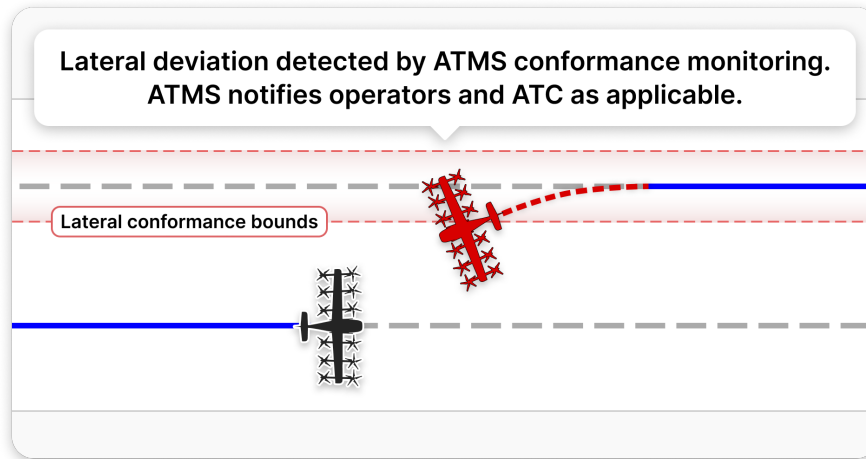 Lateral deviation detected by ATMS conformance monitoring.
ATMS notifies operators and ATC as applicable.
Lateral conformance bounds